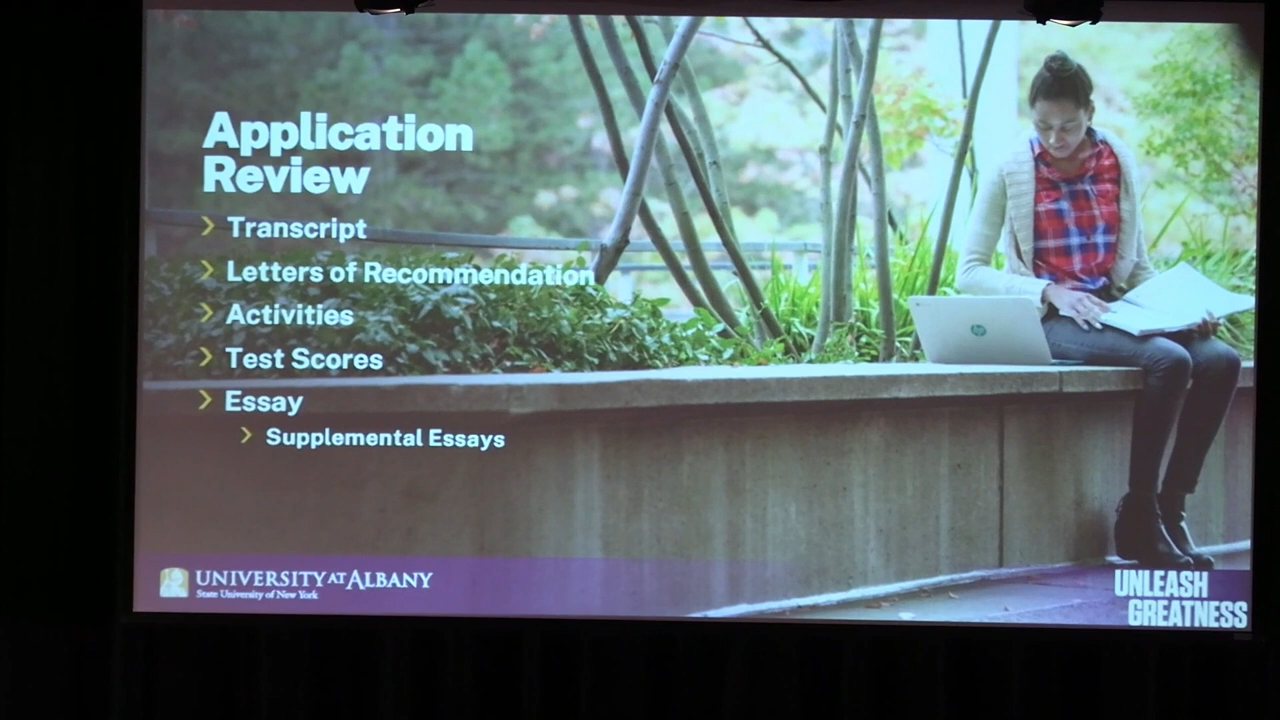 Application
Review
Transcript
Letters of Recommendation
Activities
Test Scores
Essay
Supplemental Essays
UNIVERSITY AT ALBANY
State University of New York
UNLEASH
GREATNESS
hp